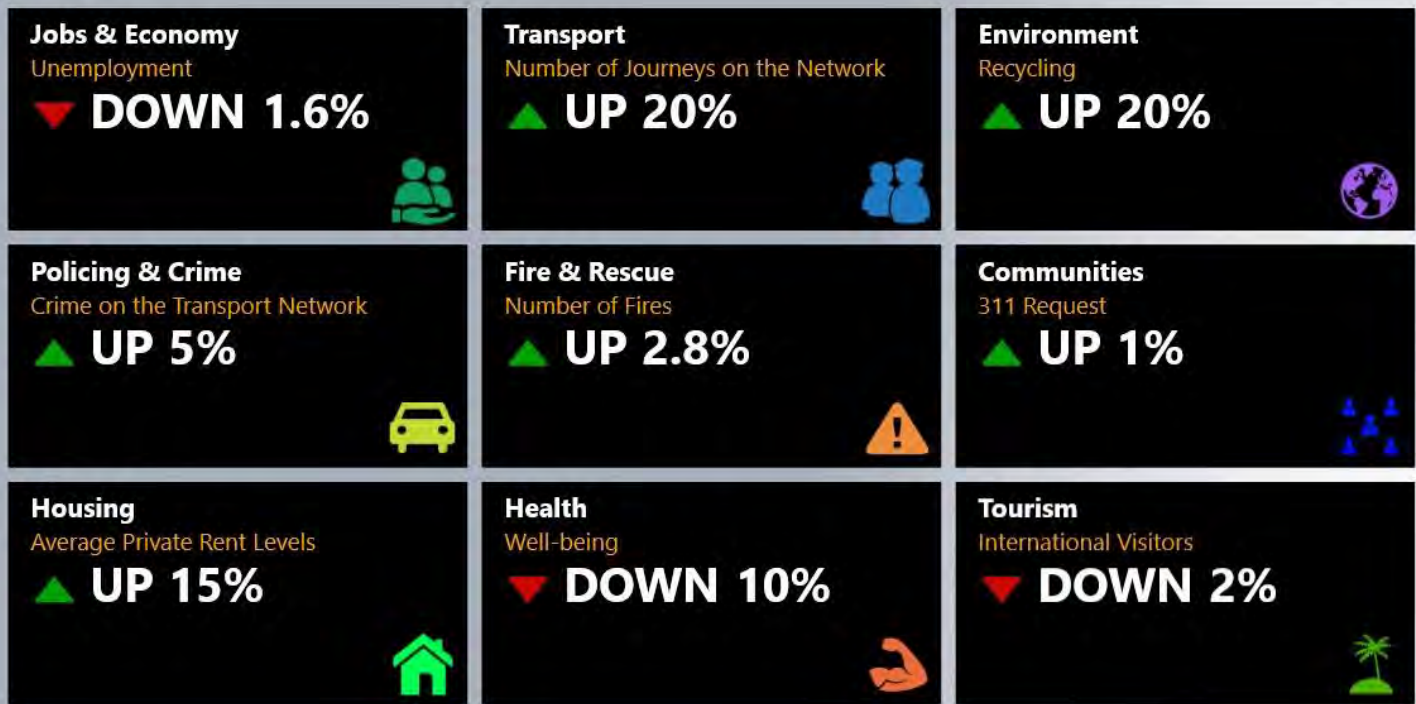 Jobs & Economy
Unemployment
DOWN 1.6%
Transport
Number of Journeys on the Network
UP 20%
Environment
Recycling
UP 20%
Policing & Crime
Crime on the Transport Network
UP 5%
Fire & Rescue
Number of Fires
UP 2.8%
Communities
311 Request
UP 1%
Housing
Average Private Rent Levels
UP 15%
Health
Well-being
DOWN 10%
Tourism
International Visitors
DOWN 2%